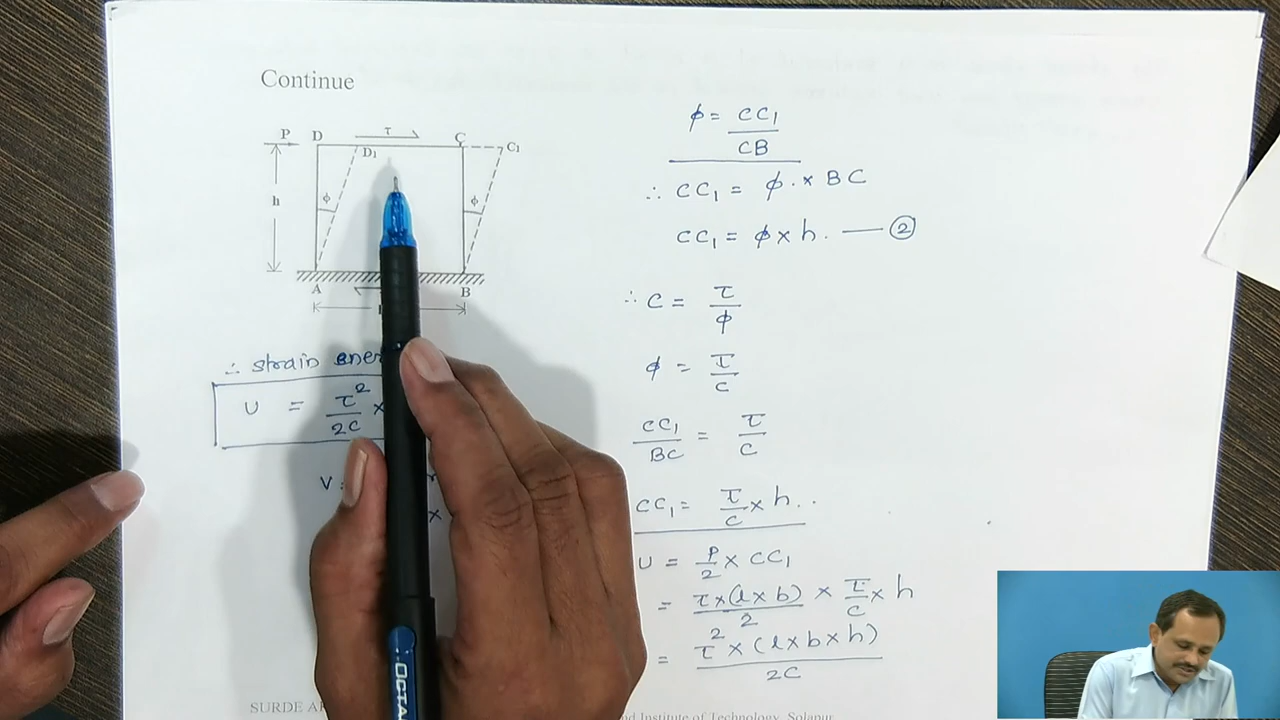 Continue
P D τ C C₁
D₁
h ϕ ϕ
A B
∴ strain
U = τ²/2C ×
ϕ = CC₁/CB
∴ CC₁ = ϕ · × BC
CC₁ = ϕ × h. — ②
∴ C = τ/ϕ
ϕ = τ/C
CC₁/BC = τ/C
CC₁ = τ/C × h..
U = P/2 × CC₁
= τ×(l×b)/2 × τ/C × h
= τ² × (l×b×h)/2C
OCTA
SURDE
Institute of Technology, Solapur